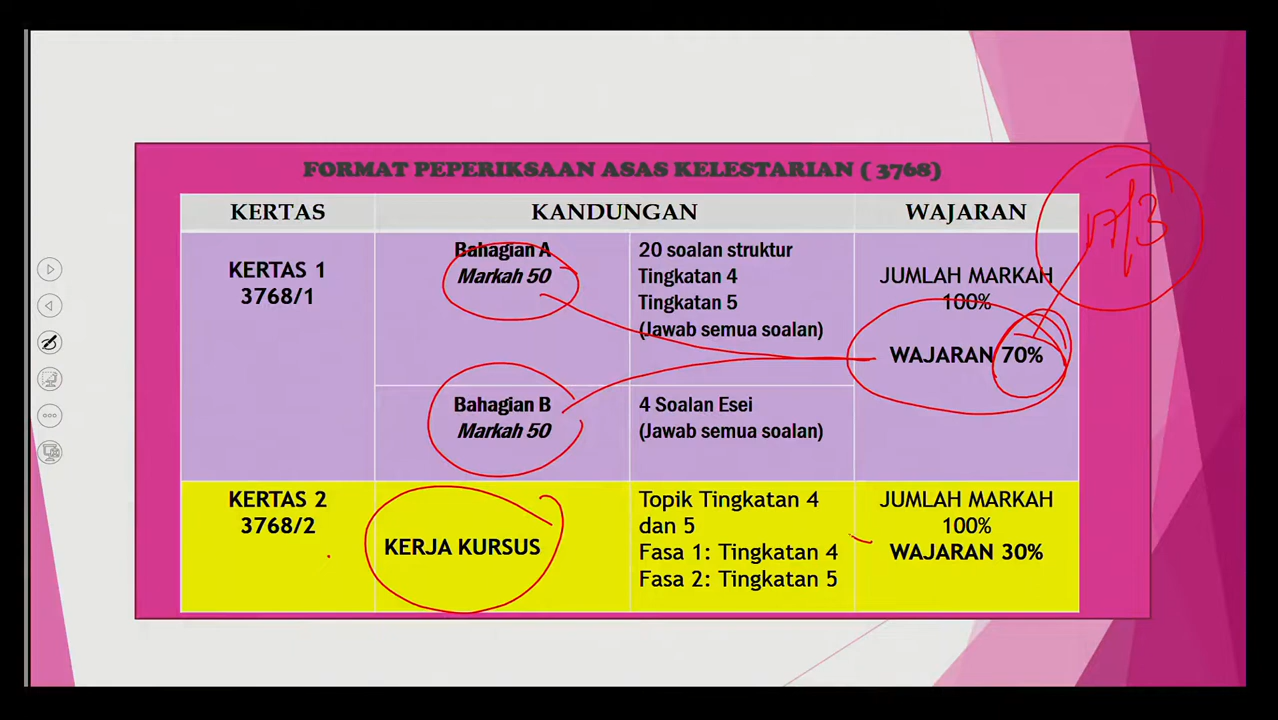 FORMAT PEPERIKSAAN ASAS KELESTARIAN ( 3768)
KERTAS
KANDUNGAN
WAJARAN
KERTAS 1
3768/1
Bahagian A
Markah 50
20 soalan struktur
Tingkatan 4
Tingkatan 5
(Jawab semua soalan)
JUMLAH MARKAH
100%
WAJARAN 70%
Bahagian B
Markah 50
4 Soalan Esei
(Jawab semua soalan)
KERTAS 2
3768/2
KERJA KURSUS
Topik Tingkatan 4
dan 5
Fasa 1: Tingkatan 4
Fasa 2: Tingkatan 5
JUMLAH MARKAH
100%
WAJARAN 30%